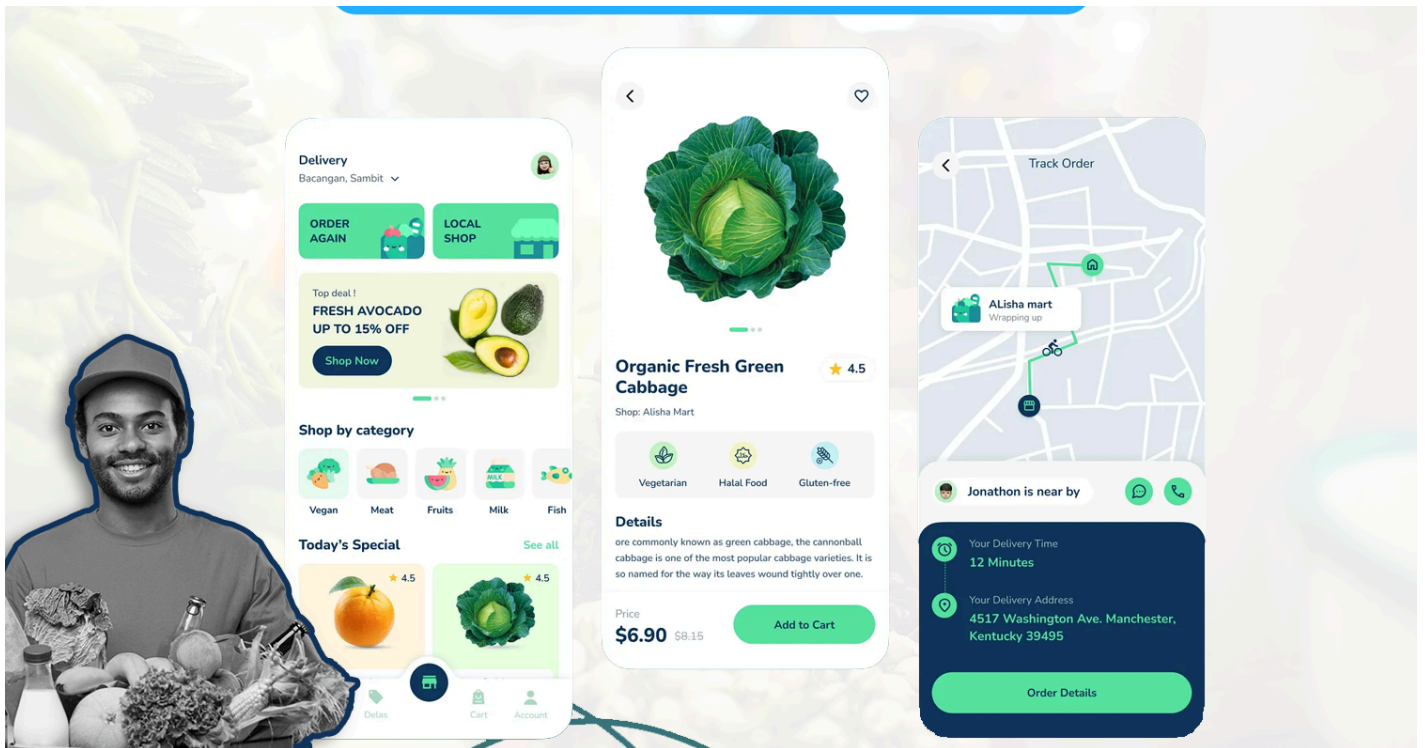 Delivery
Bacangan, Sambit
ORDER
AGAIN
LOCAL
SHOP
Top deal !
FRESH AVOCADO
UP TO 15% OFF
Shop Now
Shop by category
MILK
Vegan
Meat
Fruits
Milk
Fish
Today's Special
See all
4.5
4.5
Delas
Cart
Account
Organic Fresh Green
Cabbage
4.5
Shop: Alisha Mart
Vegetarian
Halal Food
Gluten-free
Details
ore commonly known as green cabbage, the cannonball
cabbage is one of the most popular cabbage varieties. It is
so named for the way its leaves wound tightly over one.
Price
$6.90 $8.15
Add to Cart
Track Order
ALisha mart
Wrapping up
Jonathon is near by
Your Delivery Time
12 Minutes
Your Delivery Address
4517 Washington Ave. Manchester,
Kentucky 39495
Order Details